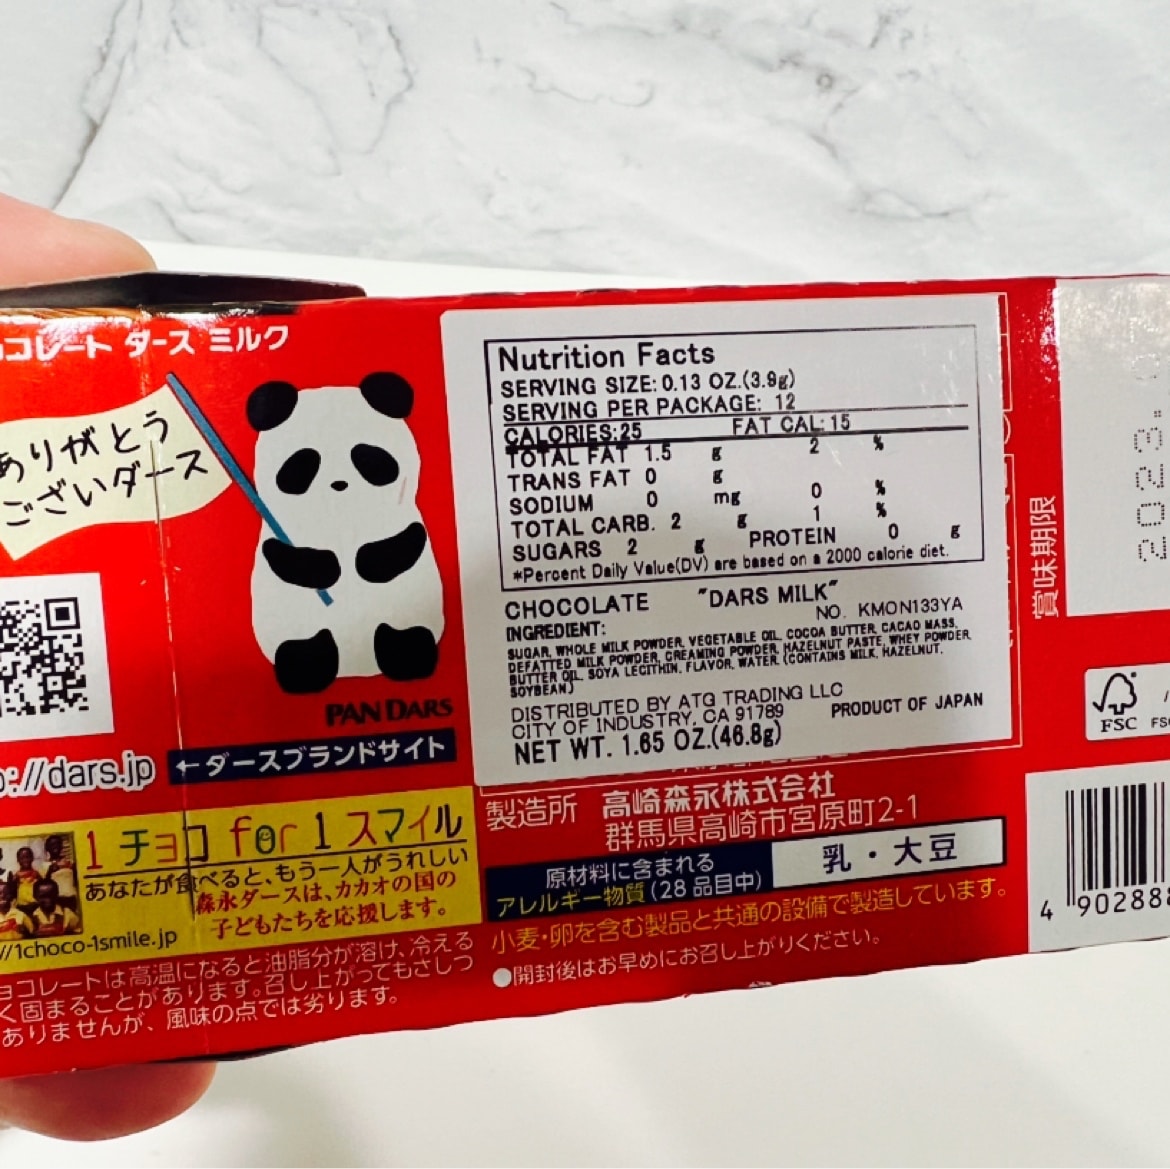 コレート ダース ミルク
ありがとう
ございダース
PAN DARS
←ダースブランドサイト
://dars.jp
1 チョコ for 1 スマイル
あなたが食べると、もう一人がうれしい
森永ダースは、カカオの国の
子どもたちを応援します。
//1choco-1smile.jp
ョコレートは高温になると油脂分が溶け、冷える
く固まることがあります。召し上がってもさしつ
ありませんが、風味の点では劣ります。
Nutrition Facts
SERVING SIZE: 0.13 OZ.(3.9g)
SERVING PER PACKAGE: 12
CALORIES:25 FAT CAL: 15
TOTAL FAT 1.5 g 2 %
TRANS FAT 0 g
SODIUM 0 mg 0 %
TOTAL CARB. 2 g 1 %
SUGARS 2 g PROTEIN 0 g
*Percent Daily Value(DV) are based on a 2000 calorie diet.
CHOCOLATE "DARS MILK"
NO. KMON133YA
INGREDIENT:
SUGAR, WHOLE MILK POWDER, VEGETABLE OIL, COCOA BUTTER, CACAO MASS,
DEFATTED MILK POWDER, CREAMING POWDER, HAZELNUT PASTE, WHEY POWDER,
BUTTER OIL, SOYA LECITHIN, FLAVOR, WATER. (CONTAINS MILK, HAZELNUT,
SOYBEAN)
DISTRIBUTED BY ATG TRADING LLC
CITY OF INDUSTRY, CA 91789 PRODUCT OF JAPAN
NET WT. 1.65 OZ.(46.8g)
製造所 高崎森永株式会社
群馬県高崎市宮原町2-1
原材料に含まれる
アレルギー物質(28品目中) 乳・大豆
小麦・卵を含む製品と共通の設備で製造しています。
●開封後はお早めにお召し上がりください。
賞味期限
2023.
FSC
4 902888